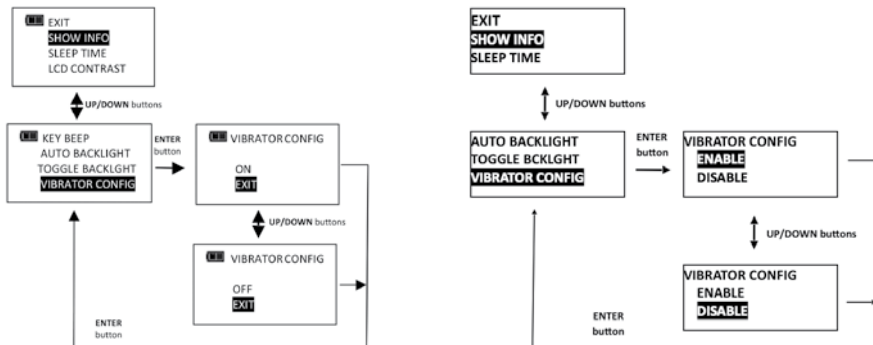 EXIT
SHOW INFO
SLEEP TIME
LCD CONTRAST
UP/DOWN buttons
KEY BEEP
AUTO BACKLIGHT
TOGGLE BACKLGHT
VIBRATOR CONFIG
ENTER
button
VIBRATOR CONFIG
ON
EXIT
UP/DOWN buttons
VIBRATOR CONFIG
OFF
EXIT
ENTER
button
EXIT
SHOW INFO
SLEEP TIME
UP/DOWN buttons
AUTO BACKLIGHT
TOGGLE BCKLGHT
VIBRATOR CONFIG
ENTER
button
VIBRATOR CONFIG
ENABLE
DISABLE
UP/DOWN buttons
VIBRATOR CONFIG
ENABLE
DISABLE
ENTER
button